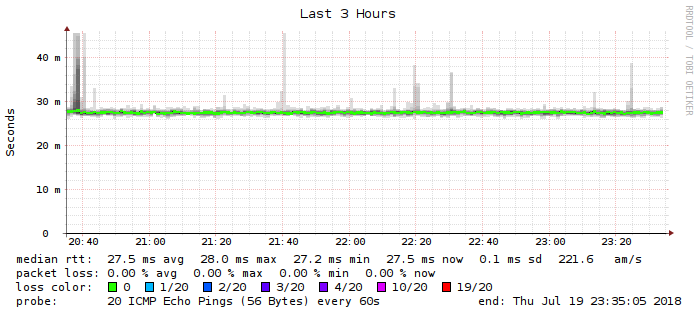 Last 3 Hours
RRDTOOL / TOBI OETIKER
Seconds
40 m
30 m
20 m
10 m
0
20:40 21:00 21:20 21:40 22:00 22:20 22:40 23:00 23:20
median rtt: 27.5 ms avg 28.0 ms max 27.2 ms min 27.5 ms now 0.1 ms sd 221.6 am/s
packet loss: 0.00 % avg 0.00 % max 0.00 % min 0.00 % now
loss color: 0 1/20 2/20 3/20 4/20 10/20 19/20
probe: 20 ICMP Echo Pings (56 Bytes) every 60s end: Thu Jul 19 23:35:05 2018